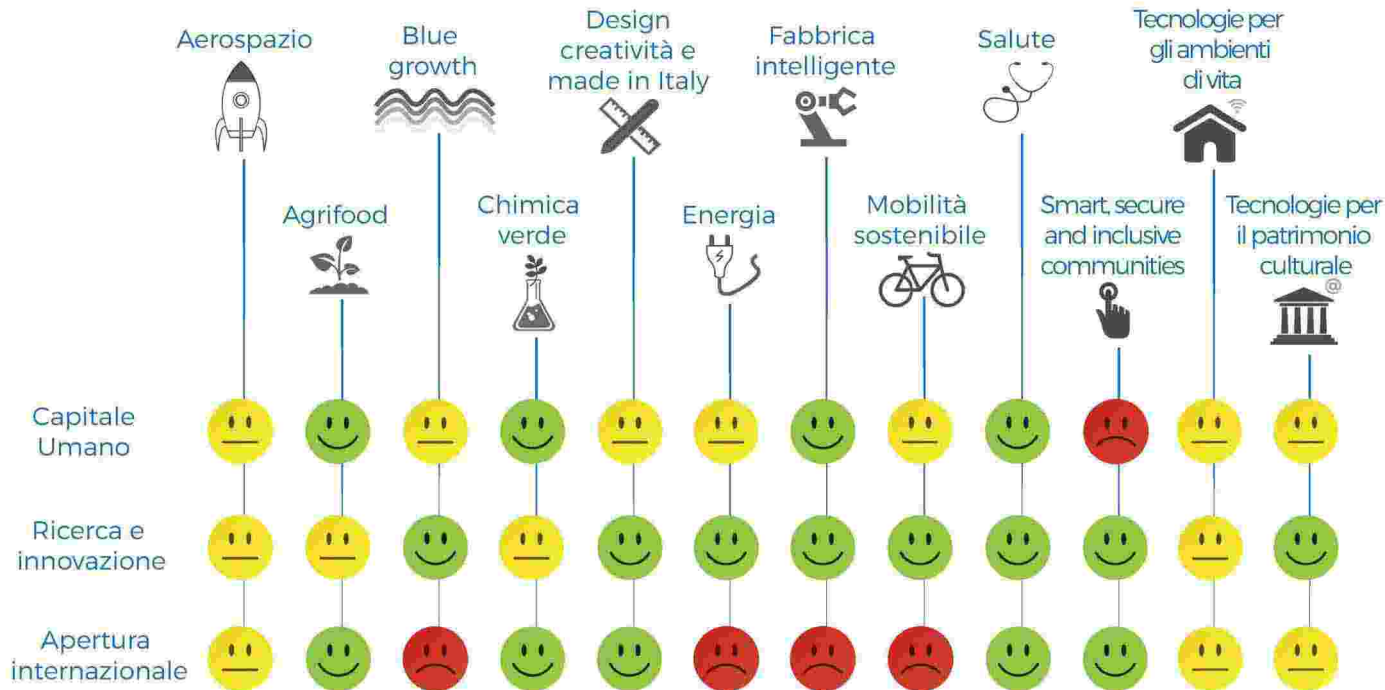 Aerospazio
Blue
growth
Design
creatività e
made in Italy
Fabbrica
intelligente
Salute
Tecnologie per
gli ambienti
di vita
Agrifood
Chimica
verde
Energia
Mobilità
sostenibile
Smart, secure
and inclusive
communities
Tecnologie per
il patrimonio
culturale
@
Capitale
Umano
Ricerca e
innovazione
Apertura
internazionale